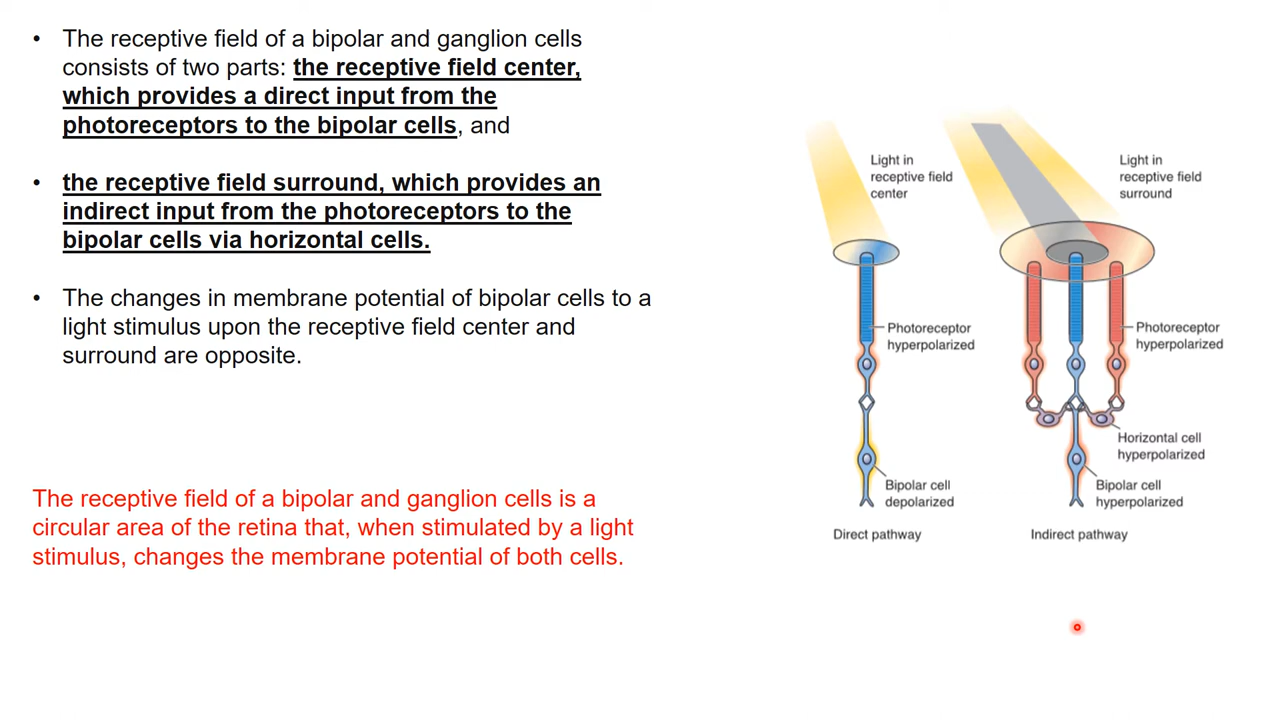 • The receptive field of a bipolar and ganglion cells
consists of two parts: the receptive field center,
which provides a direct input from the
photoreceptors to the bipolar cells, and
• the receptive field surround, which provides an
indirect input from the photoreceptors to the
bipolar cells via horizontal cells.
• The changes in membrane potential of bipolar cells to a
light stimulus upon the receptive field center and
surround are opposite.
The receptive field of a bipolar and ganglion cells is a
circular area of the retina that, when stimulated by a light
stimulus, changes the membrane potential of both cells.
Light in
receptive field
center
Photoreceptor
hyperpolarized
Bipolar cell
depolarized
Direct pathway
Light in
receptive field
surround
Photoreceptor
hyperpolarized
Horizontal cell
hyperpolarized
Bipolar cell
hyperpolarized
Indirect pathway